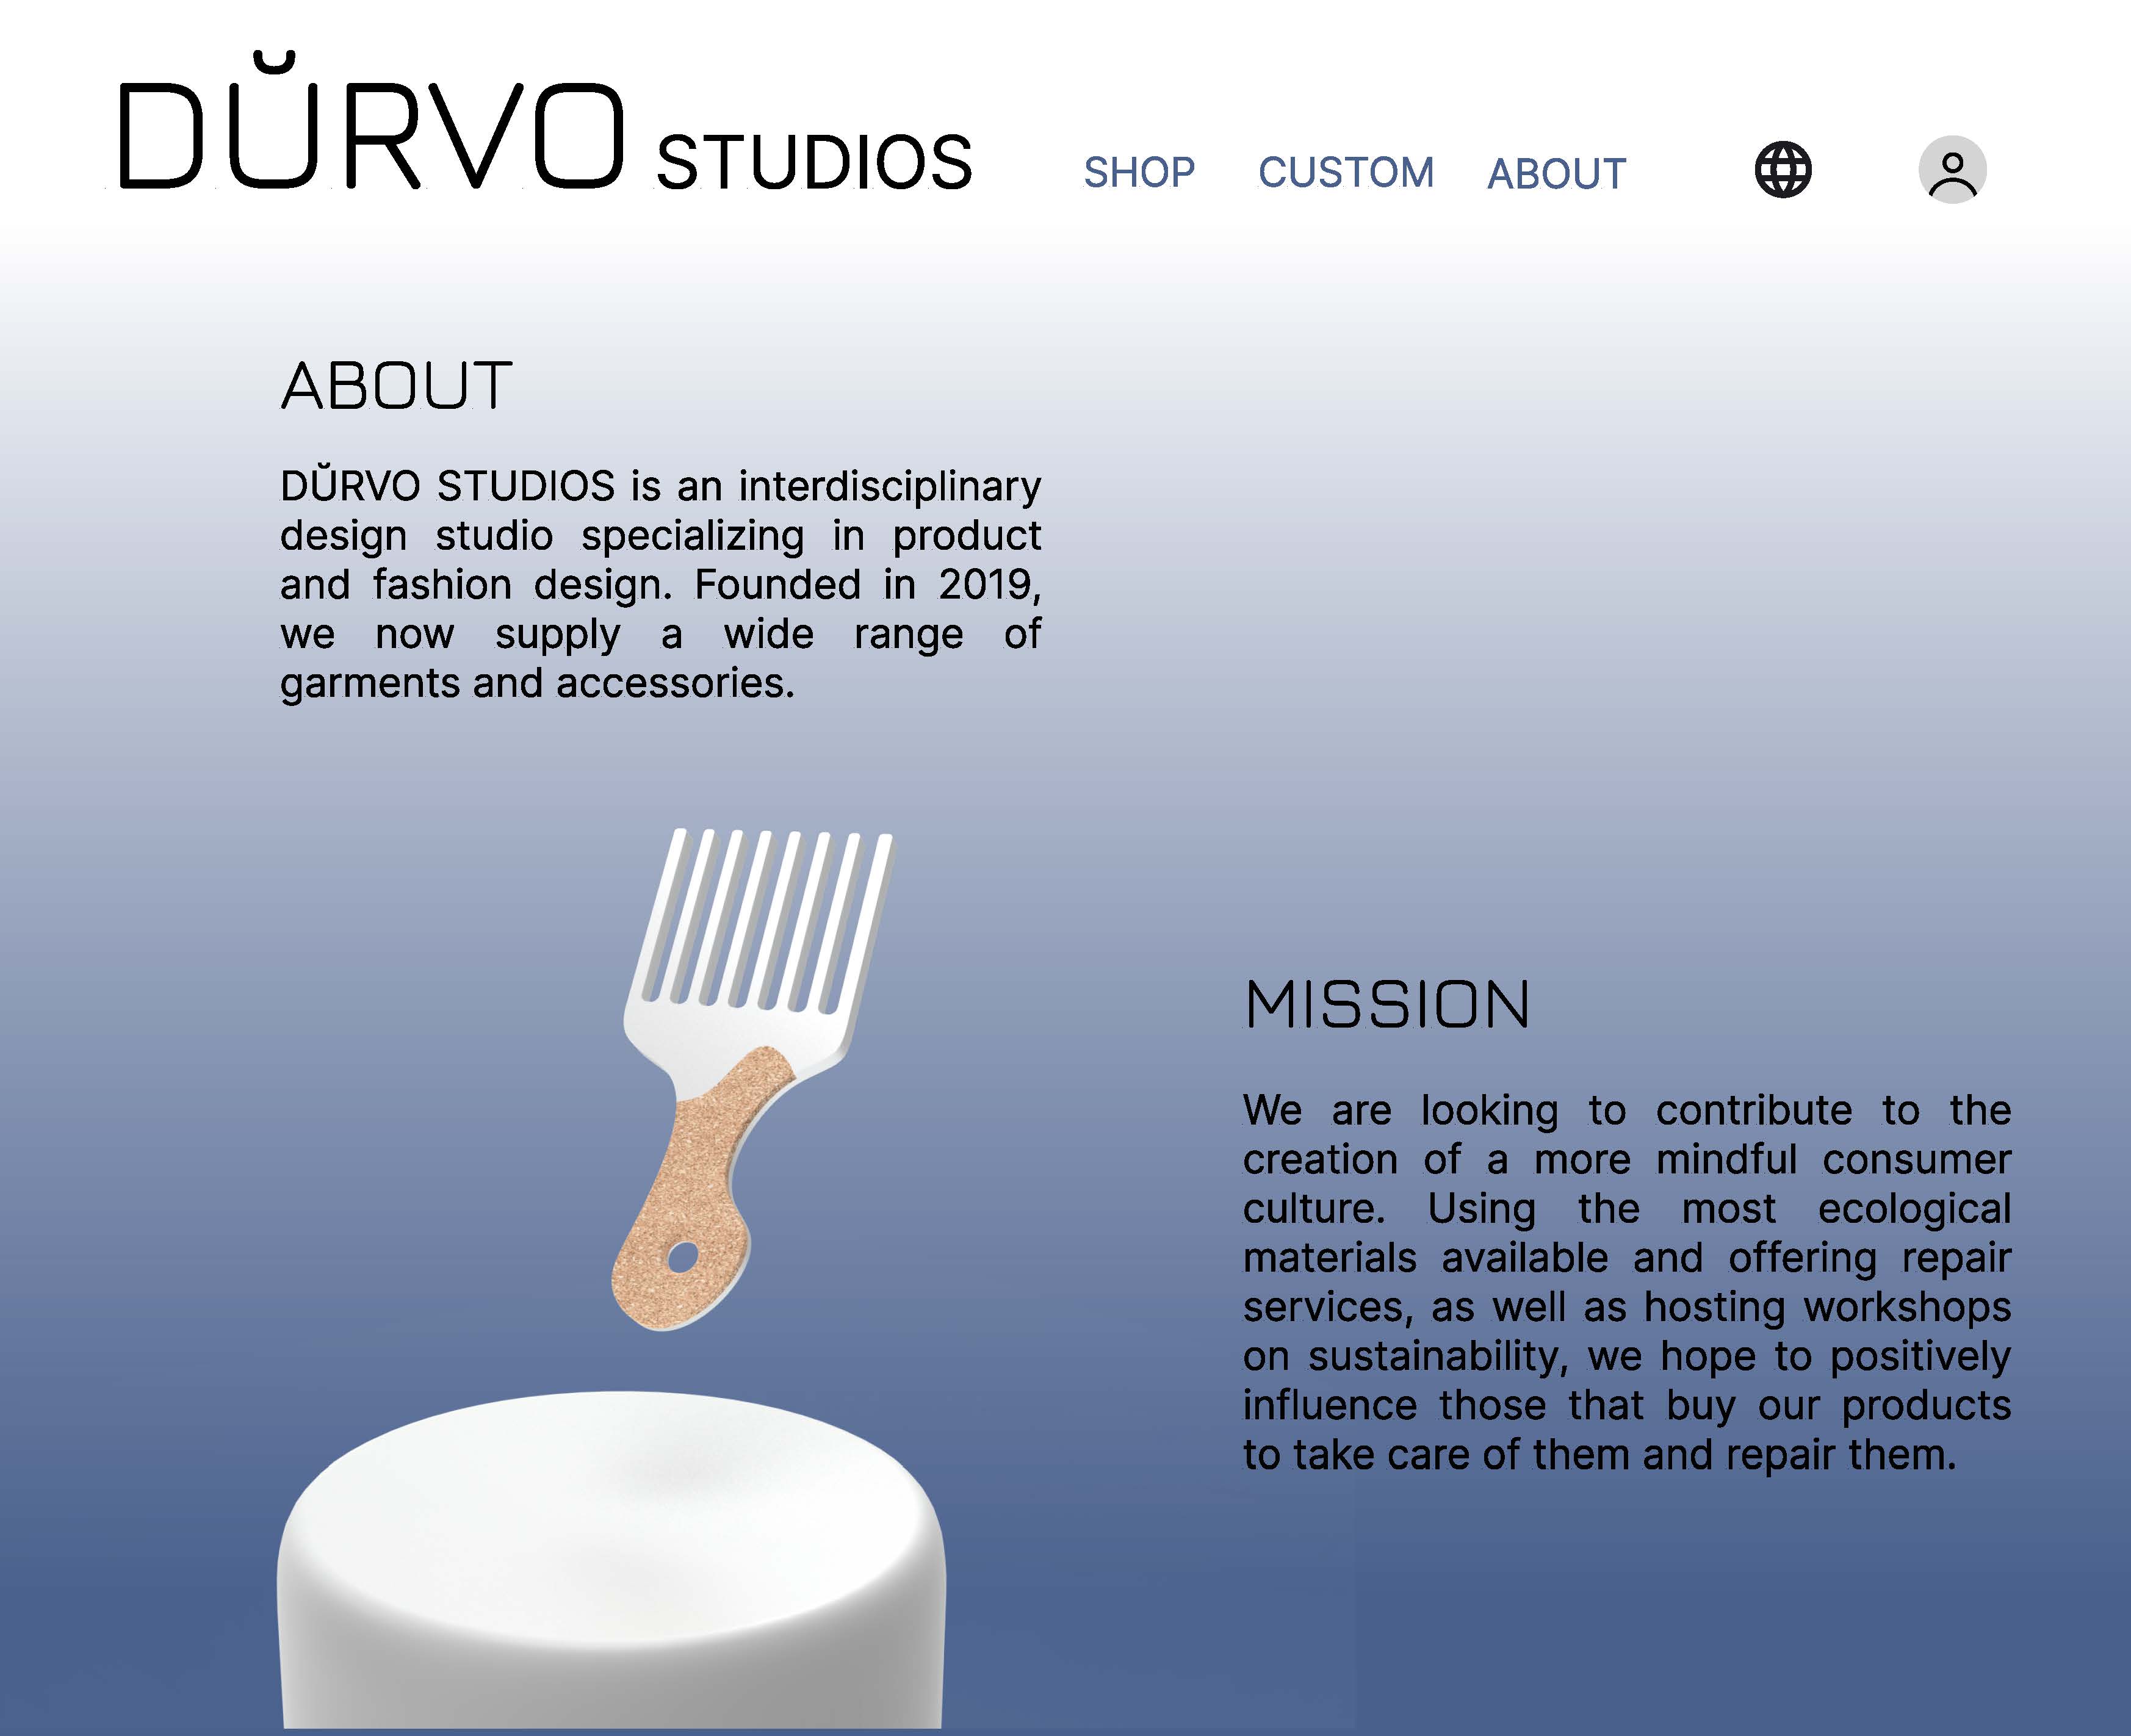 DŬRVO STUDIOS
SHOP CUSTOM ABOUT
ABOUT
DŬRVO STUDIOS is an interdisciplinary
design studio specializing in product
and fashion design. Founded in 2019,
we now supply a wide range of
garments and accessories.
MISSION
We are looking to contribute to the
creation of a more mindful consumer
culture. Using the most ecological
materials available and offering repair
services, as well as hosting workshops
on sustainability, we hope to positively
influence those that buy our products
to take care of them and repair them.